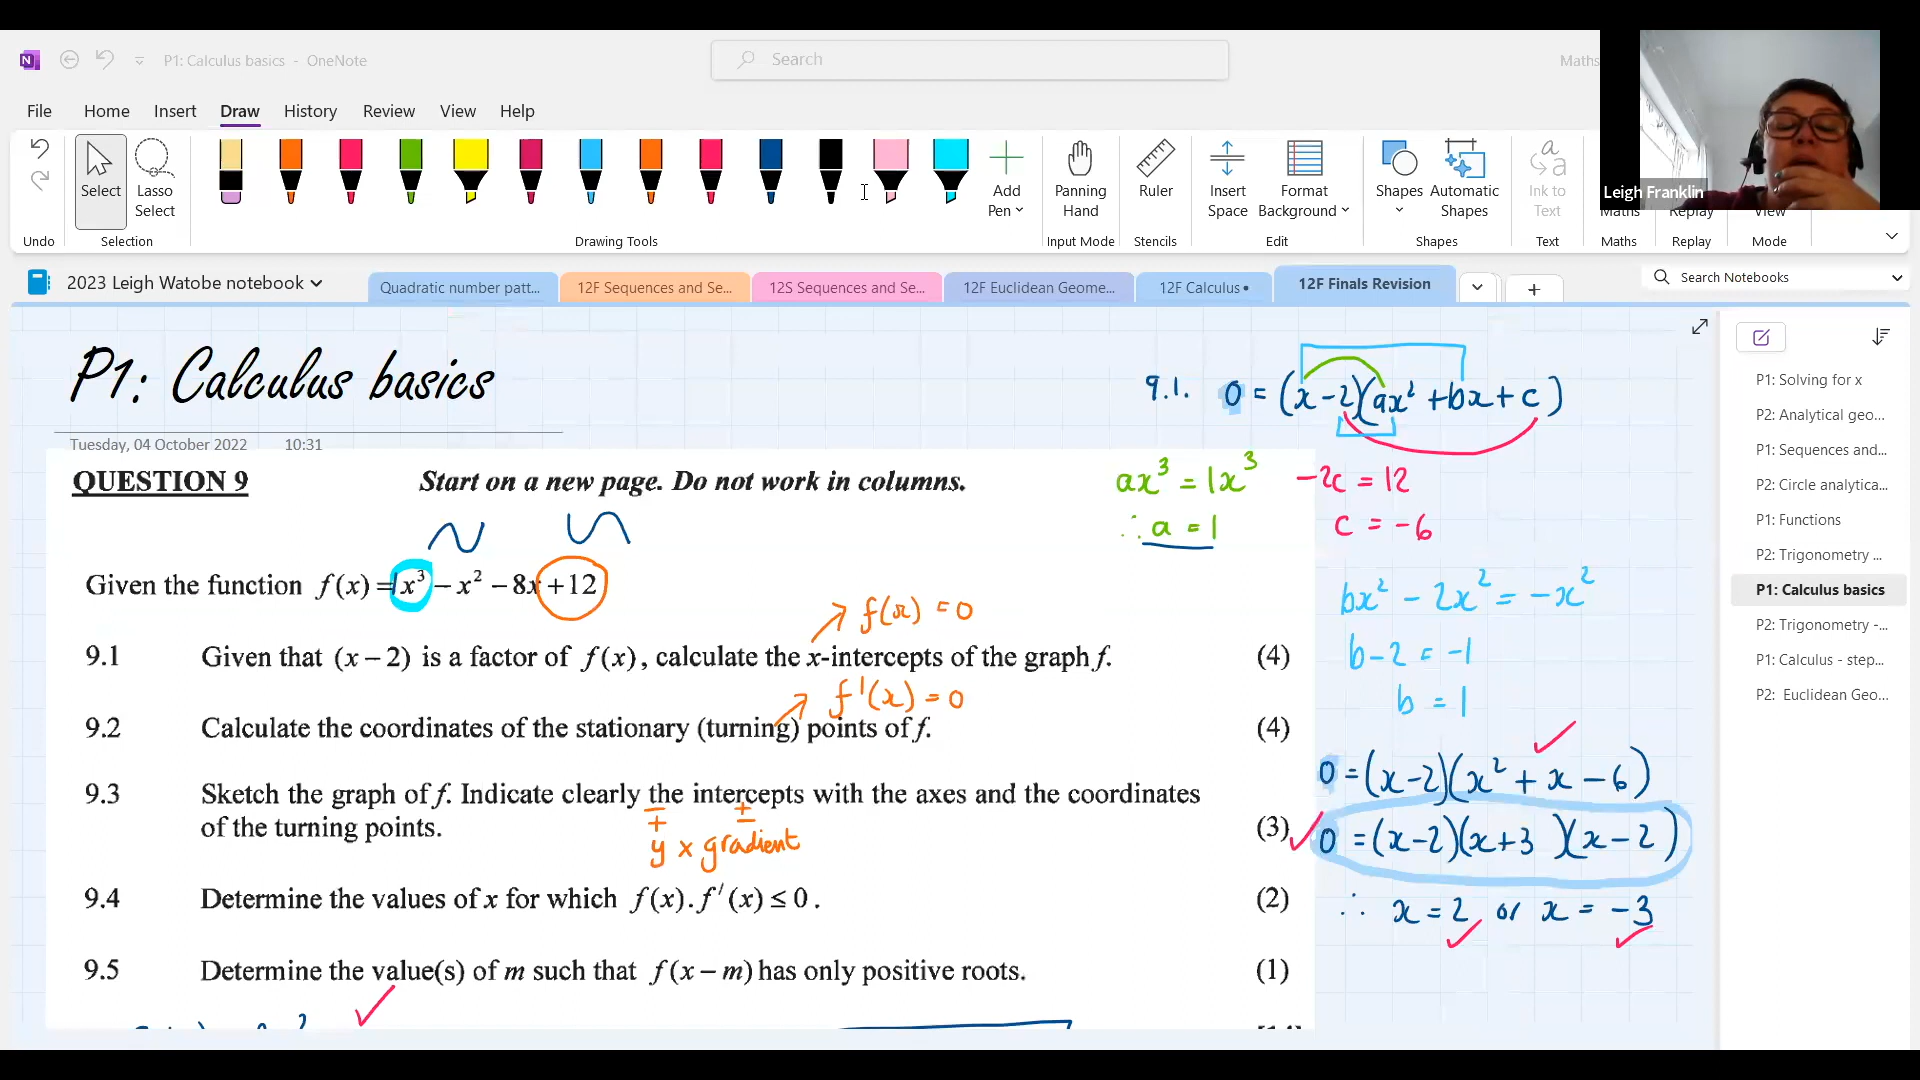 P1: Calculus basics - OneNote
Search
Maths
Leigh Franklin
File Home Insert Draw History Review View Help
Undo
Select
Lasso Select
Selection
Drawing Tools
Add Pen
Panning Hand
Input Mode
Ruler
Stencils
Insert Space
Format Background
Edit
Shapes
Automatic Shapes
Shapes
Ink to Text
Text
Maths
Maths
Replay
Replay
View
Mode
2023 Leigh Watobe notebook
Quadratic number patt...
12F Sequences and Se...
12S Sequences and Se...
12F Euclidean Geome...
12F Calculus
12F Finals Revision
Search Notebooks
P1: Calculus basics
Tuesday, 04 October 2022 10:31
QUESTION 9 Start on a new page. Do not work in columns.
Given the function f(x) = 1x³ − x² − 8x + 12
f(x) = 0
9.1 Given that (x − 2) is a factor of f(x), calculate the x-intercepts of the graph f. (4)
f'(x) = 0
9.2 Calculate the coordinates of the stationary (turning) points of f. (4)
9.3 Sketch the graph of f. Indicate clearly the intercepts with the axes and the coordinates
of the turning points. (3)
y x gradient
9.4 Determine the values of x for which f(x).f'(x) ≤ 0. (2)
9.5 Determine the value(s) of m such that f(x − m) has only positive roots. (1)
9.1. 0 = (x − 2)(ax² + bx + c)
ax³ = 1x³
∴ a = 1
−2c = 12
c = −6
bx² − 2x² = −x²
b − 2 = −1
b = 1
0 = (x − 2)(x² + x − 6)
0 = (x − 2)(x + 3)(x − 2)
∴ x = 2 or x = −3
P1: Solving for x
P2: Analytical geo...
P1: Sequences and...
P2: Circle analytica...
P1: Functions
P2: Trigonometry ...
P1: Calculus basics
P2: Trigonometry -...
P1: Calculus - step...
P2: Euclidean Geo...